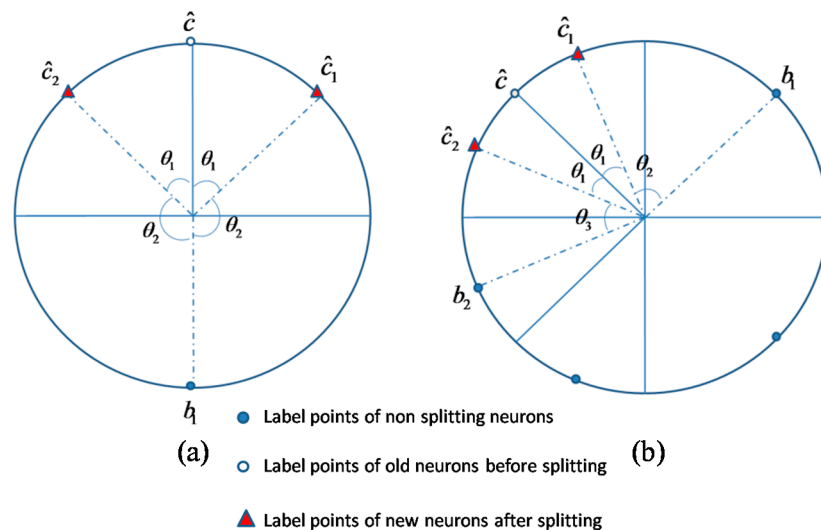 ĉ
ĉ₂
ĉ₁
θ₁ θ₁
θ₂ θ₂
b₁
(a)
ĉ₁
ĉ
b₁
ĉ₂
θ₁
θ₁
θ₂
θ₃
b₂
(b)
Label points of non splitting neurons
Label points of old neurons before splitting
Label points of new neurons after splitting